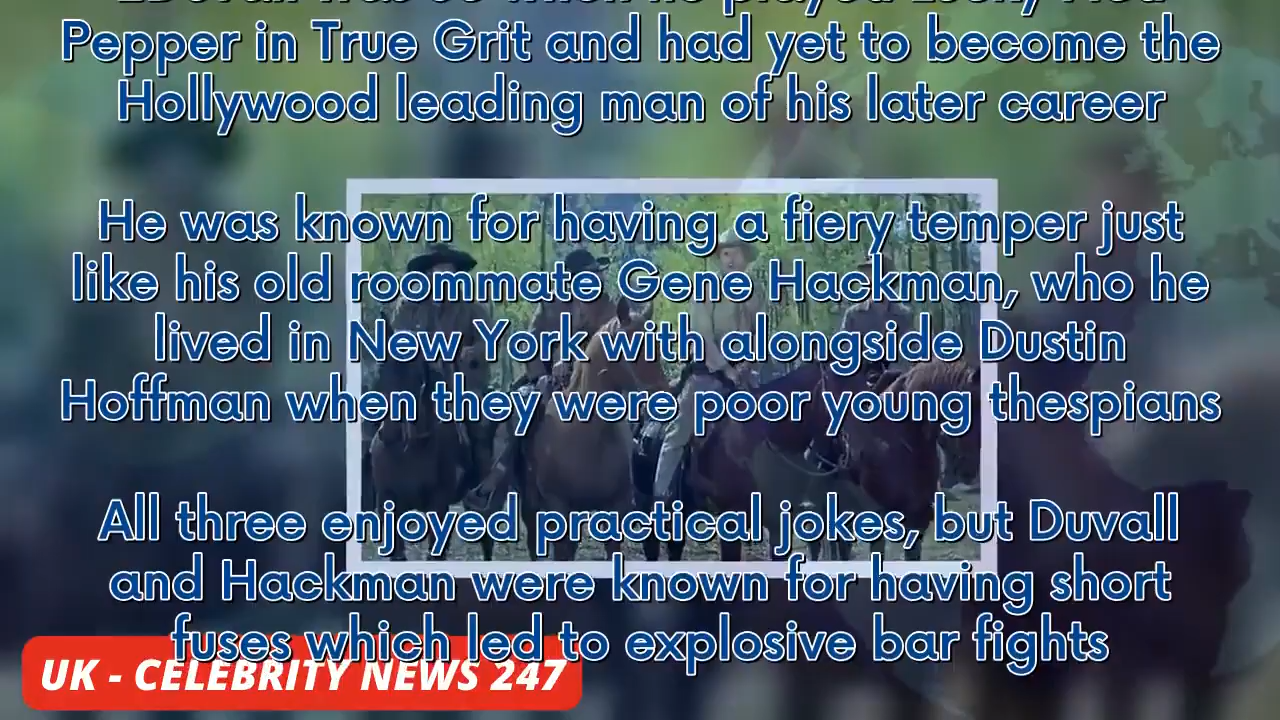 Pepper in True Grit and had yet to become the
Hollywood leading man of his later career
He was known for having a fiery temper just
like his old roommate Gene Hackman, who he
lived in New York with alongside Dustin
Hoffman when they were poor young thespians
All three enjoyed practical jokes, but Duvall
and Hackman were known for having short
fuses which led to explosive bar fights
UK - CELEBRITY NEWS 247